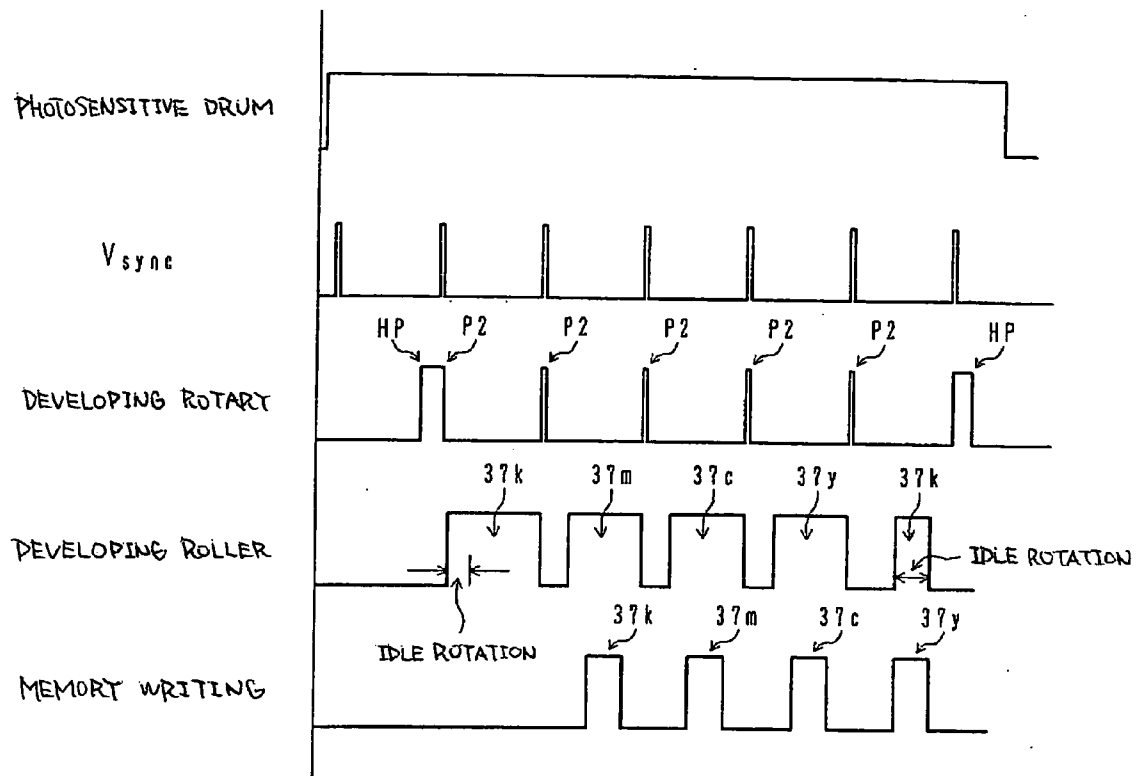 PHOTOSENSITIVE DRUM
Vsync
HP P2 P2 P2 P2 P2 HP
DEVELOPING ROTARY
37k 37m 37c 37y 37k
DEVELOPING ROLLER
IDLE ROTATION
37k 37m 37c 37y
IDLE ROTATION
MEMORY WRITING